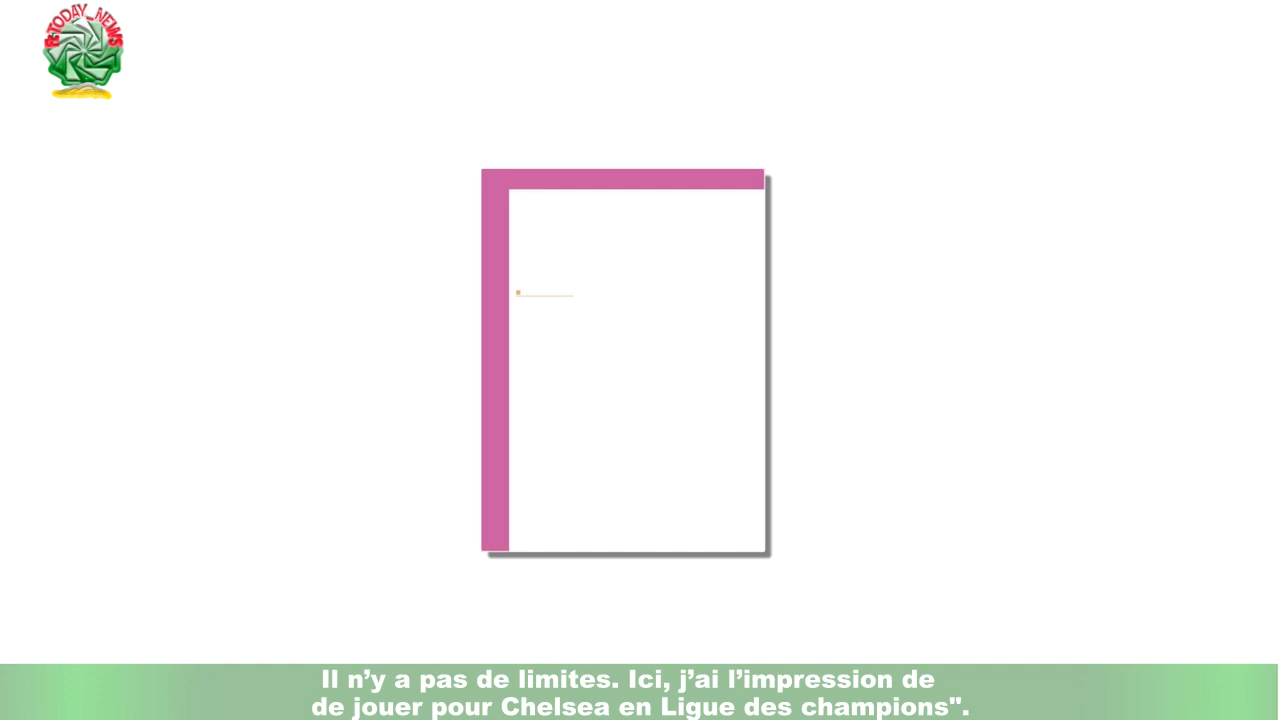 TODAY_NEWS
Il n’y a pas de limites. Ici, j’ai l’impression de
de jouer pour Chelsea en Ligue des champions".